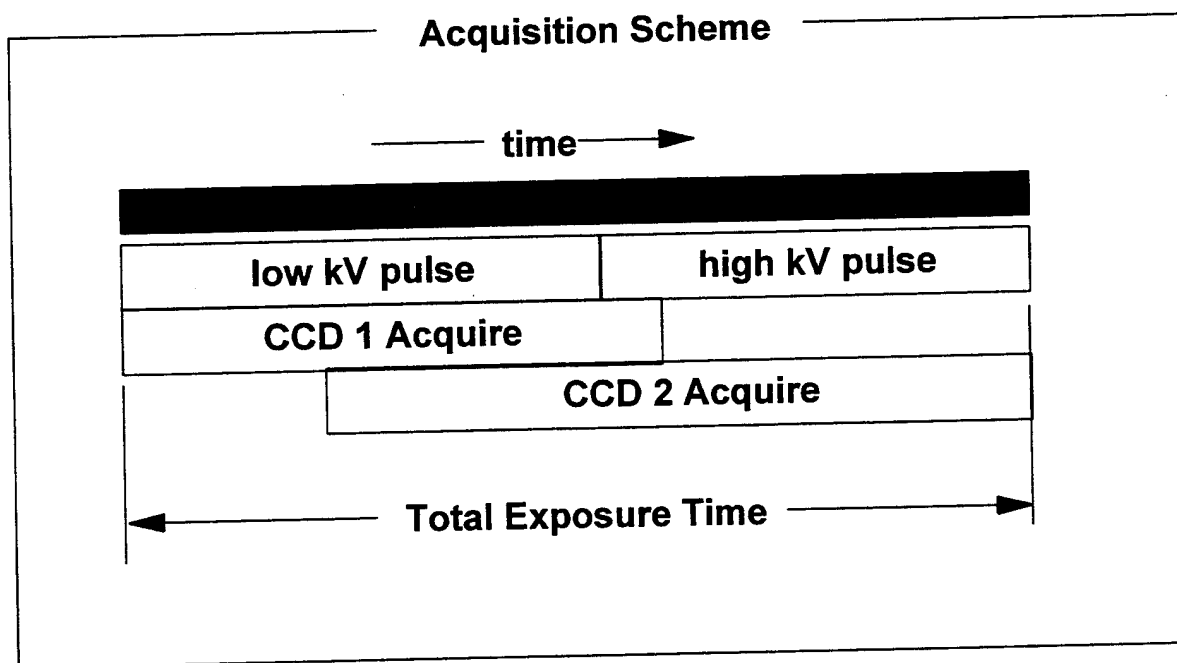 Acquisition Scheme
time
low kV pulse
high kV pulse
CCD 1 Acquire
CCD 2 Acquire
Total Exposure Time